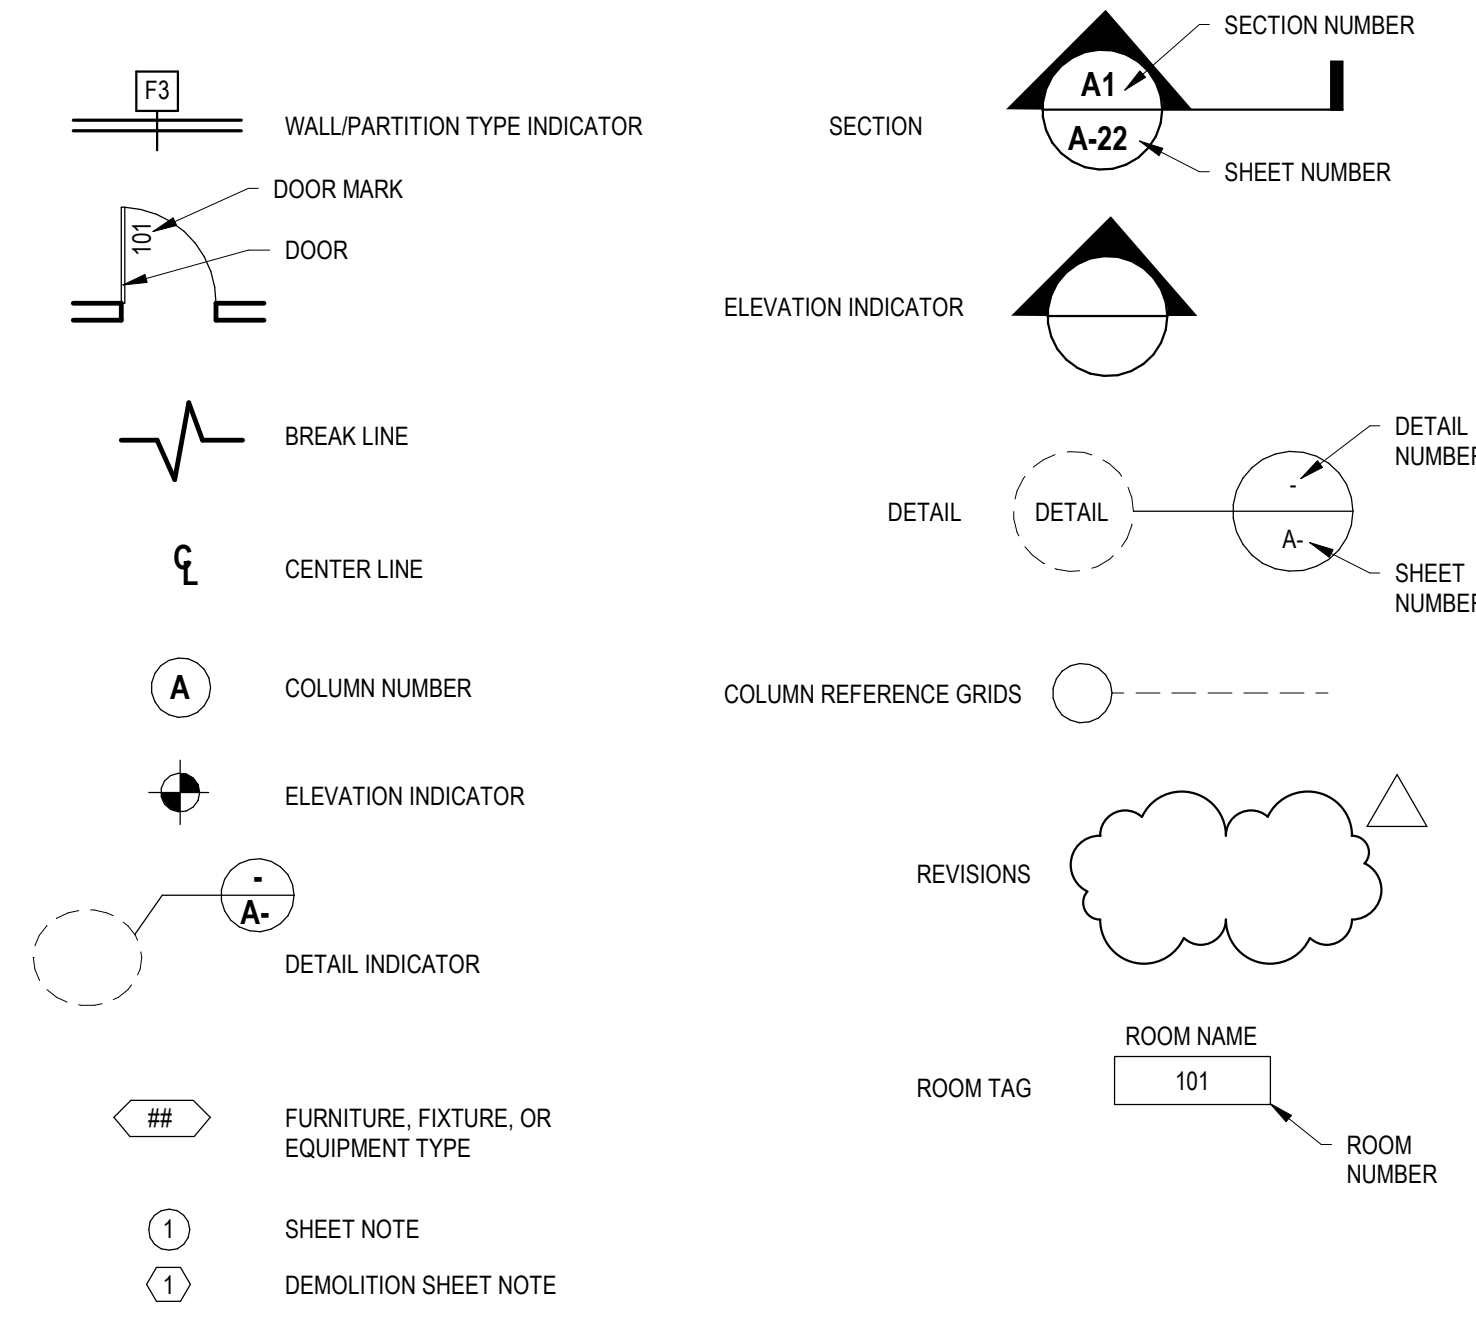 F3
WALL/PARTITION TYPE INDICATOR
DOOR MARK
101
DOOR
BREAK LINE
CL
CENTER LINE
A
COLUMN NUMBER
ELEVATION INDICATOR
-
A-
DETAIL INDICATOR
##
FURNITURE, FIXTURE, OR
EQUIPMENT TYPE
1
SHEET NOTE
1
DEMOLITION SHEET NOTE
SECTION
A1
A-22
SECTION NUMBER
SHEET NUMBER
ELEVATION INDICATOR
DETAIL
DETAIL
-
A-
DETAIL
NUMBER
SHEET
NUMBER
COLUMN REFERENCE GRIDS
REVISIONS
ROOM TAG
ROOM NAME
101
ROOM
NUMBER